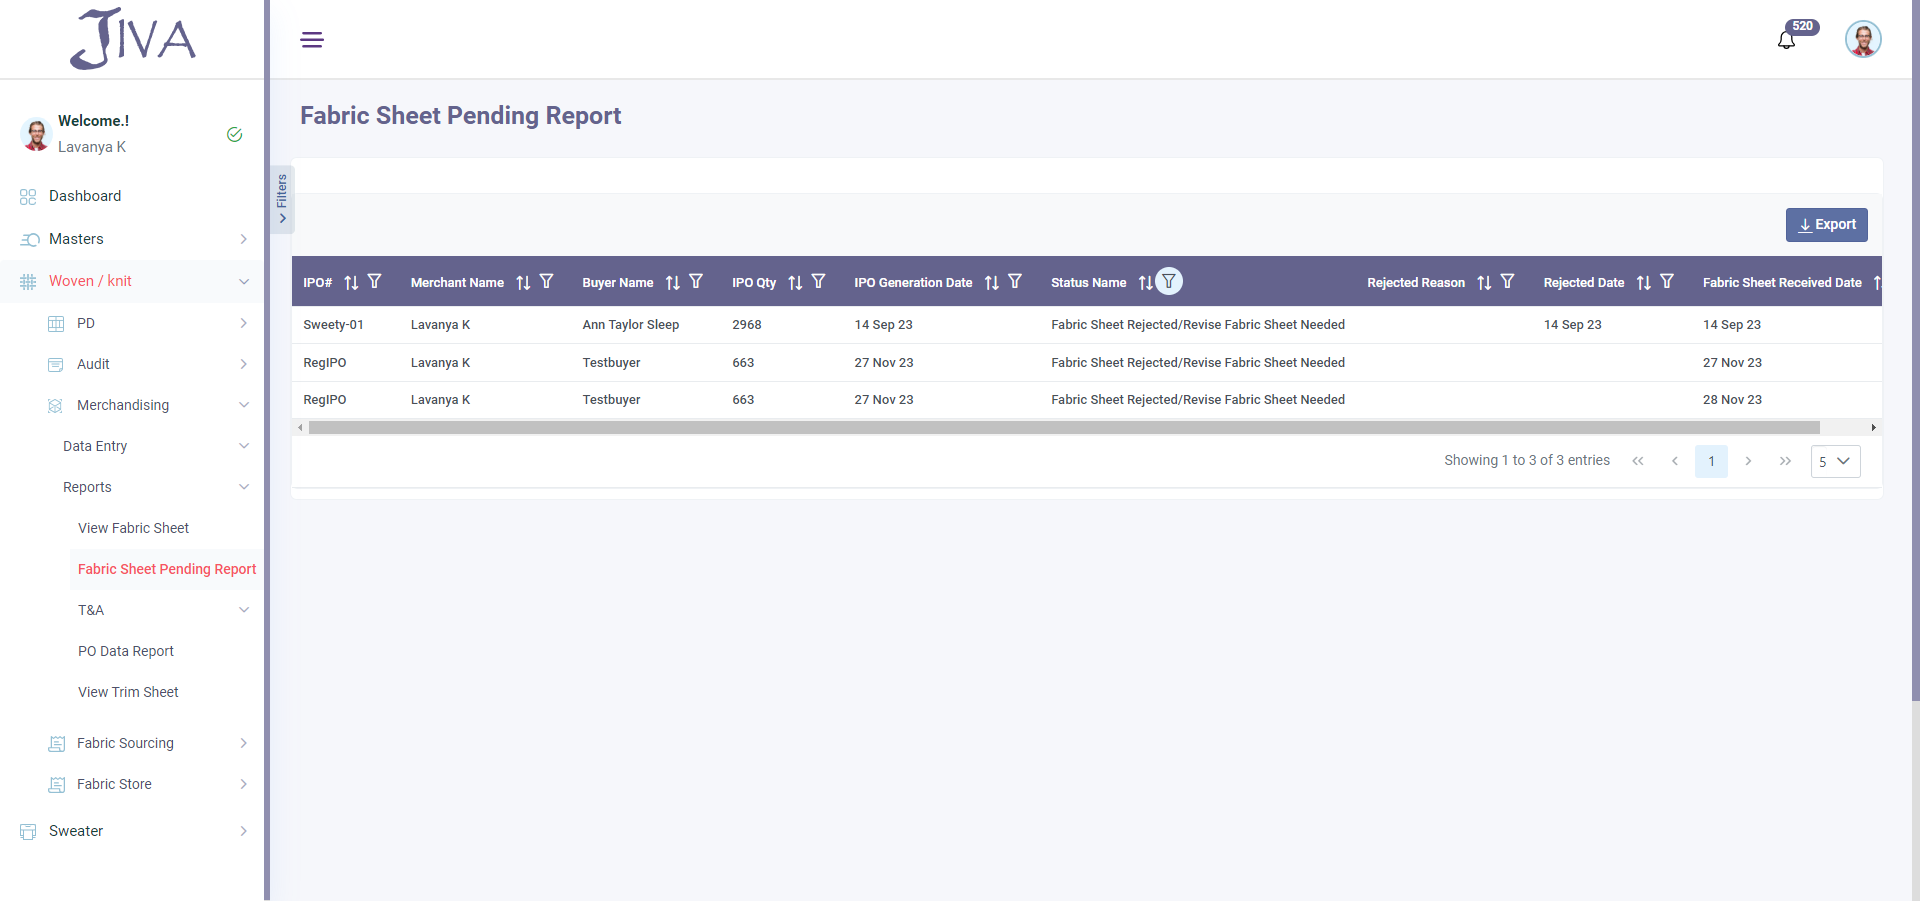 JIVA
520
Welcome.!
Lavanya K
Dashboard
Masters
Woven / knit
PD
Audit
Merchandising
Data Entry
Reports
View Fabric Sheet
Fabric Sheet Pending Report
T&A
PO Data Report
View Trim Sheet
Fabric Sourcing
Fabric Store
Sweater
Filters
Fabric Sheet Pending Report
Export
IPO# Merchant Name Buyer Name IPO Qty IPO Generation Date Status Name Rejected Reason Rejected Date Fabric Sheet Received Date
Sweety-01 Lavanya K Ann Taylor Sleep 2968 14 Sep 23 Fabric Sheet Rejected/Revise Fabric Sheet Needed 14 Sep 23 14 Sep 23
RegIPO Lavanya K Testbuyer 663 27 Nov 23 Fabric Sheet Rejected/Revise Fabric Sheet Needed 27 Nov 23
RegIPO Lavanya K Testbuyer 663 27 Nov 23 Fabric Sheet Rejected/Revise Fabric Sheet Needed 28 Nov 23
Showing 1 to 3 of 3 entries 1 5